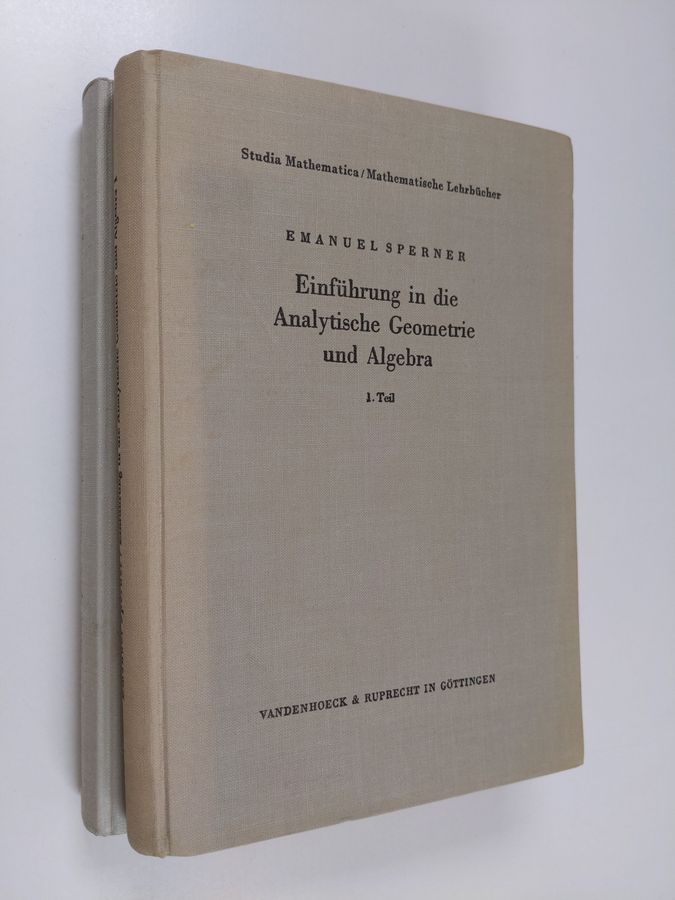 Studia Mathematica/Mathematische Lehrbücher
EMANUEL SPERNER
Einführung in die
Analytische Geometrie
und Algebra
1. Teil
VANDENHOECK & RUPRECHT IN GÖTTINGEN